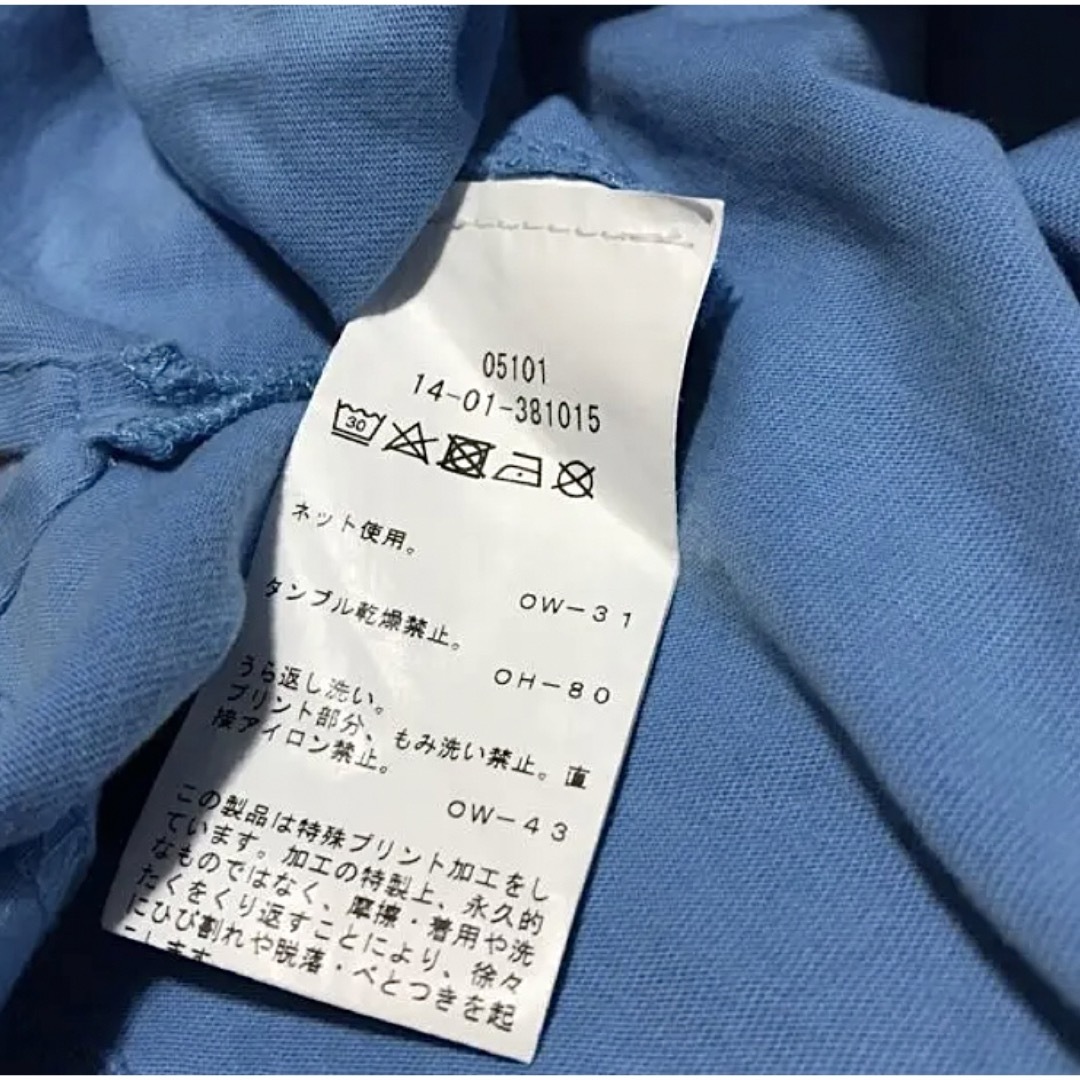 05101
14-01-381015
30
ネット使用。
OW-31
タンブル乾燥禁止。
OH-80
うら返し洗い。
プリント部分、もみ洗い禁止。直
接アイロン禁止。
OW-43
この製品は特殊プリント加工をし
ています。加工の特製上、永久的
なものではなく、摩擦・着用や洗
たくをくり返すことにより、徐々
にひび割れや脱落・べとつきを起
こします